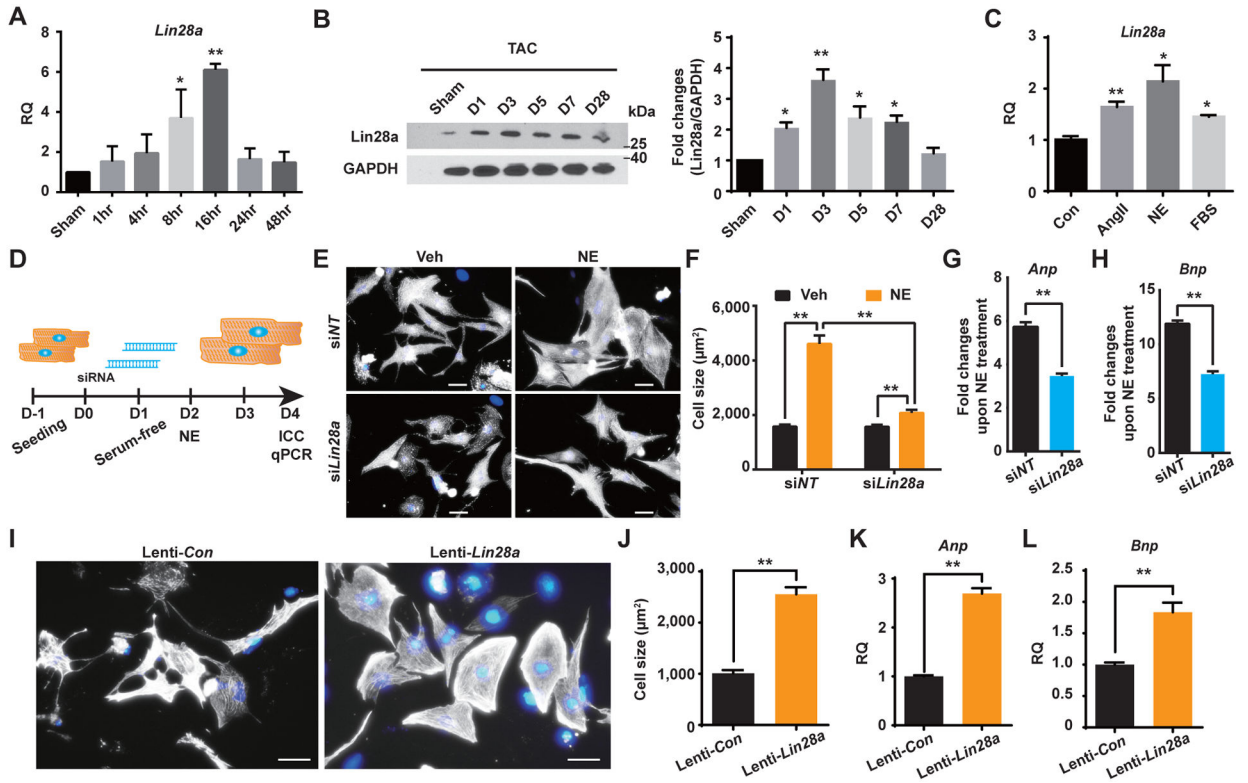 A
Lin28a
RQ
8
6
4
2
0
Sham
1hr
4hr
8hr
16hr
24hr
48hr
*
**
B
TAC
Sham
D1
D3
D5
D7
D28
kDa
Lin28a
–25
–40
GAPDH
Fold changes
(Lin28a/GAPDH)
5
4
3
2
1
0
*
**
*
*
Sham
D1
D3
D5
D7
D28
C
Lin28a
RQ
3
2
1
0
**
*
*
Con
AngII
NE
FBS
D
siRNA
D-1
D0
D1
D2
D3
D4
Seeding
Serum-free
NE
ICC
qPCR
E
Veh
NE
siNT
siLin28a
F
Veh
NE
Cell size (µm²)
6,000
4,000
2,000
0
**
**
**
siNT
siLin28a
G
Anp
Fold changes
upon NE treatment
8
6
4
2
0
**
siNT
siLin28a
H
Bnp
Fold changes
upon NE treatment
15
10
5
0
**
siNT
siLin28a
I
Lenti-Con
Lenti-Lin28a
J
Cell size (µm²)
3,000
2,000
1,000
0
**
Lenti-Con
Lenti-Lin28a
K
Anp
RQ
3
2
1
0
**
Lenti-Con
Lenti-Lin28a
L
Bnp
RQ
2.5
2.0
1.5
1.0
0.5
0
**
Lenti-Con
Lenti-Lin28a